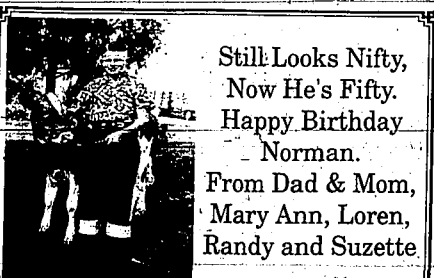 Still Looks Nifty,
Now He's Fifty.
Happy Birthday
Norman.
From Dad & Mom,
Mary Ann, Loren,
Randy and Suzette